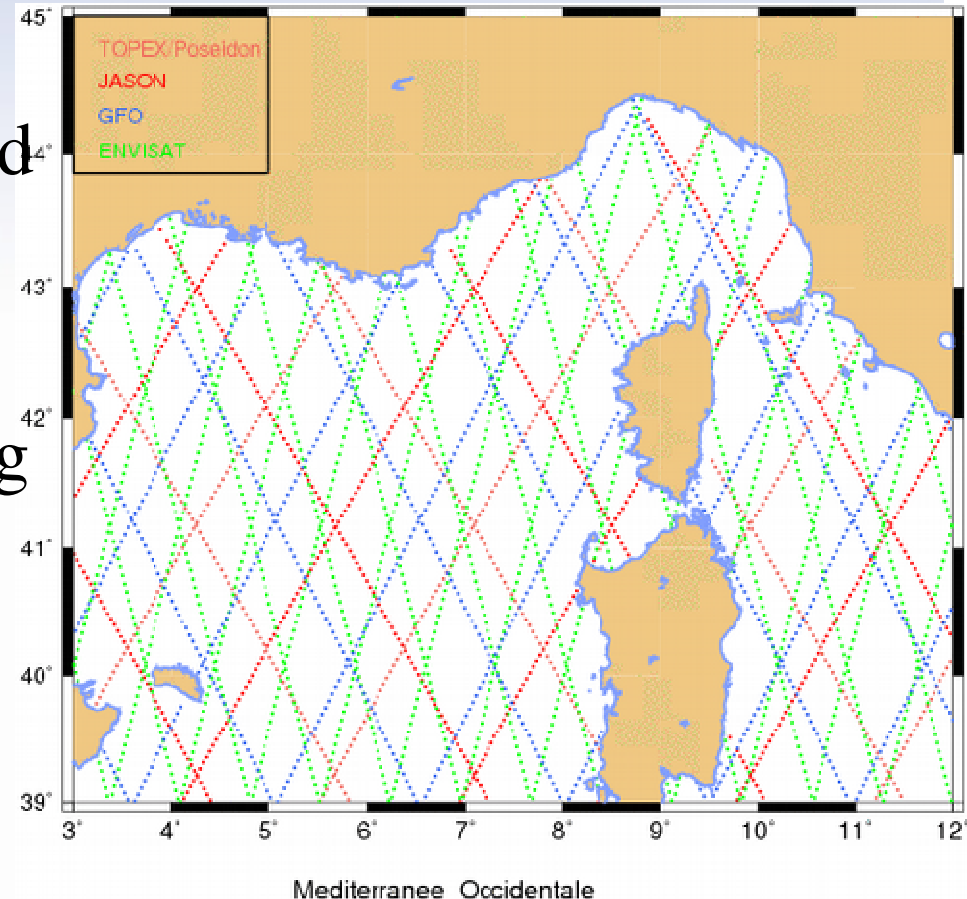 45°
TOPEX/Poseidon
JASON
GFO
ENVISAT
d
44°
43°
42°
g
41°
40°
39°
3° 4° 5° 6° 7° 8° 9° 10° 11° 12°
Mediterranee Occidentale